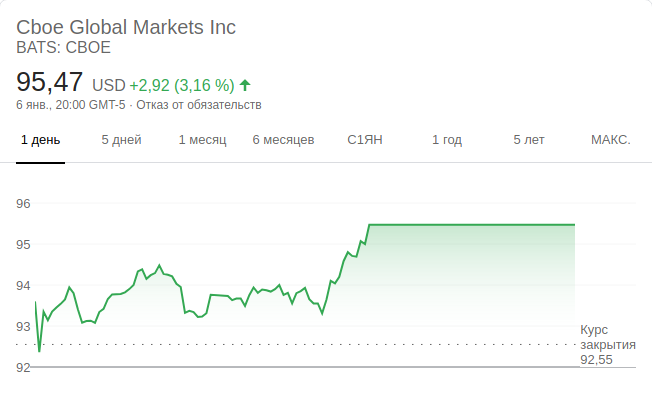 Cboe Global Markets Inc
BATS: CBOE
95,47 USD +2,92 (3,16 %)
6 янв., 20:00 GMT-5 · Отказ от обязательств
1 день 5 дней 1 месяц 6 месяцев С1ЯН 1 год 5 лет МАКС.
96
95
94
93
92
Курс
закрытия
92,55